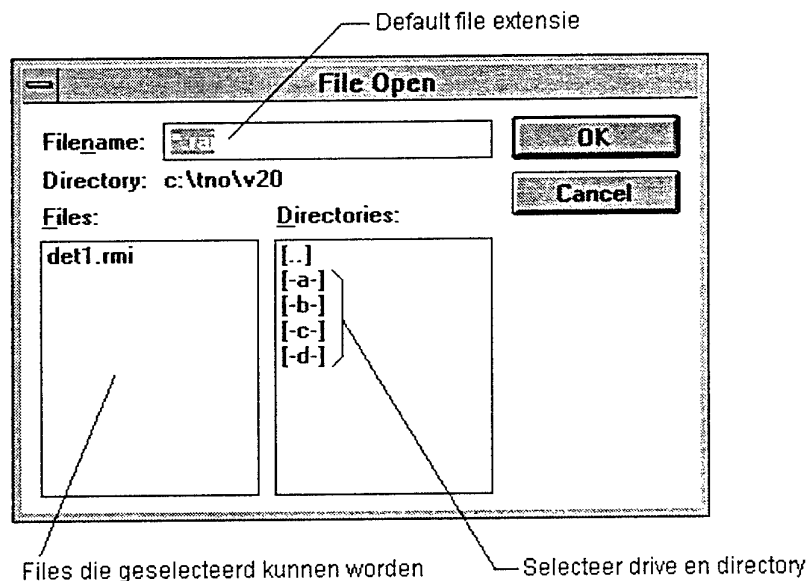 Default file extensie
File Open
Filename:
OK
Directory: c:\tno\v20
Cancel
Files:
Directories:
det1.rmi
[..]
[-a-]
[-b-]
[-c-]
[-d-]
Files die geselecteerd kunnen worden
Selecteer drive en directory